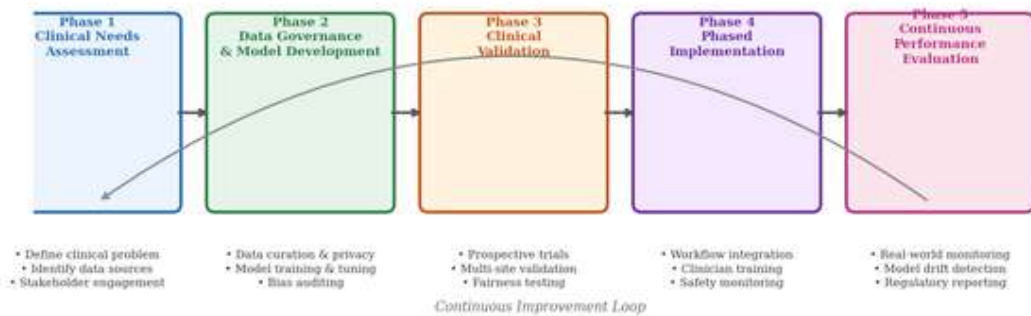 Phase 1
Clinical Needs
Assessment
Phase 2
Data Governance
& Model Development
Phase 3
Clinical
Validation
Phase 4
Phased
Implementation
Phase 5
Continuous
Performance
Evaluation
• Define clinical problem
• Identify data sources
• Stakeholder engagement
• Data curation & privacy
• Model training & tuning
• Bias auditing
• Prospective trials
• Multi-site validation
• Fairness testing
• Workflow integration
• Clinician training
• Safety monitoring
• Real-world monitoring
• Model drift detection
• Regulatory reporting
Continuous Improvement Loop